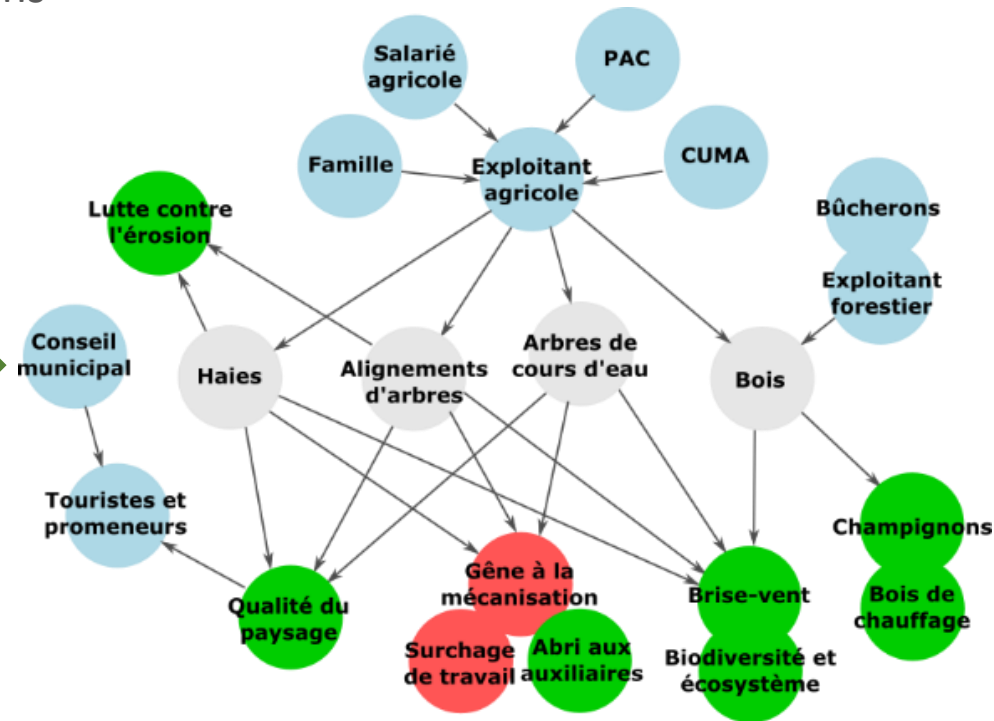 Salarié
agricole
PAC
Famille
Exploitant
agricole
CUMA
Lutte contre
l'érosion
Bûcherons
Exploitant
forestier
Conseil
municipal
Haies
Alignements
d'arbres
Arbres de
cours d'eau
Bois
Touristes et
promeneurs
Champignons
Qualité du
paysage
Gêne à la
mécanisation
Brise-vent
Bois de
chauffage
Surchage
de travail
Abri aux
auxiliaires
Biodiversité et
écosystème